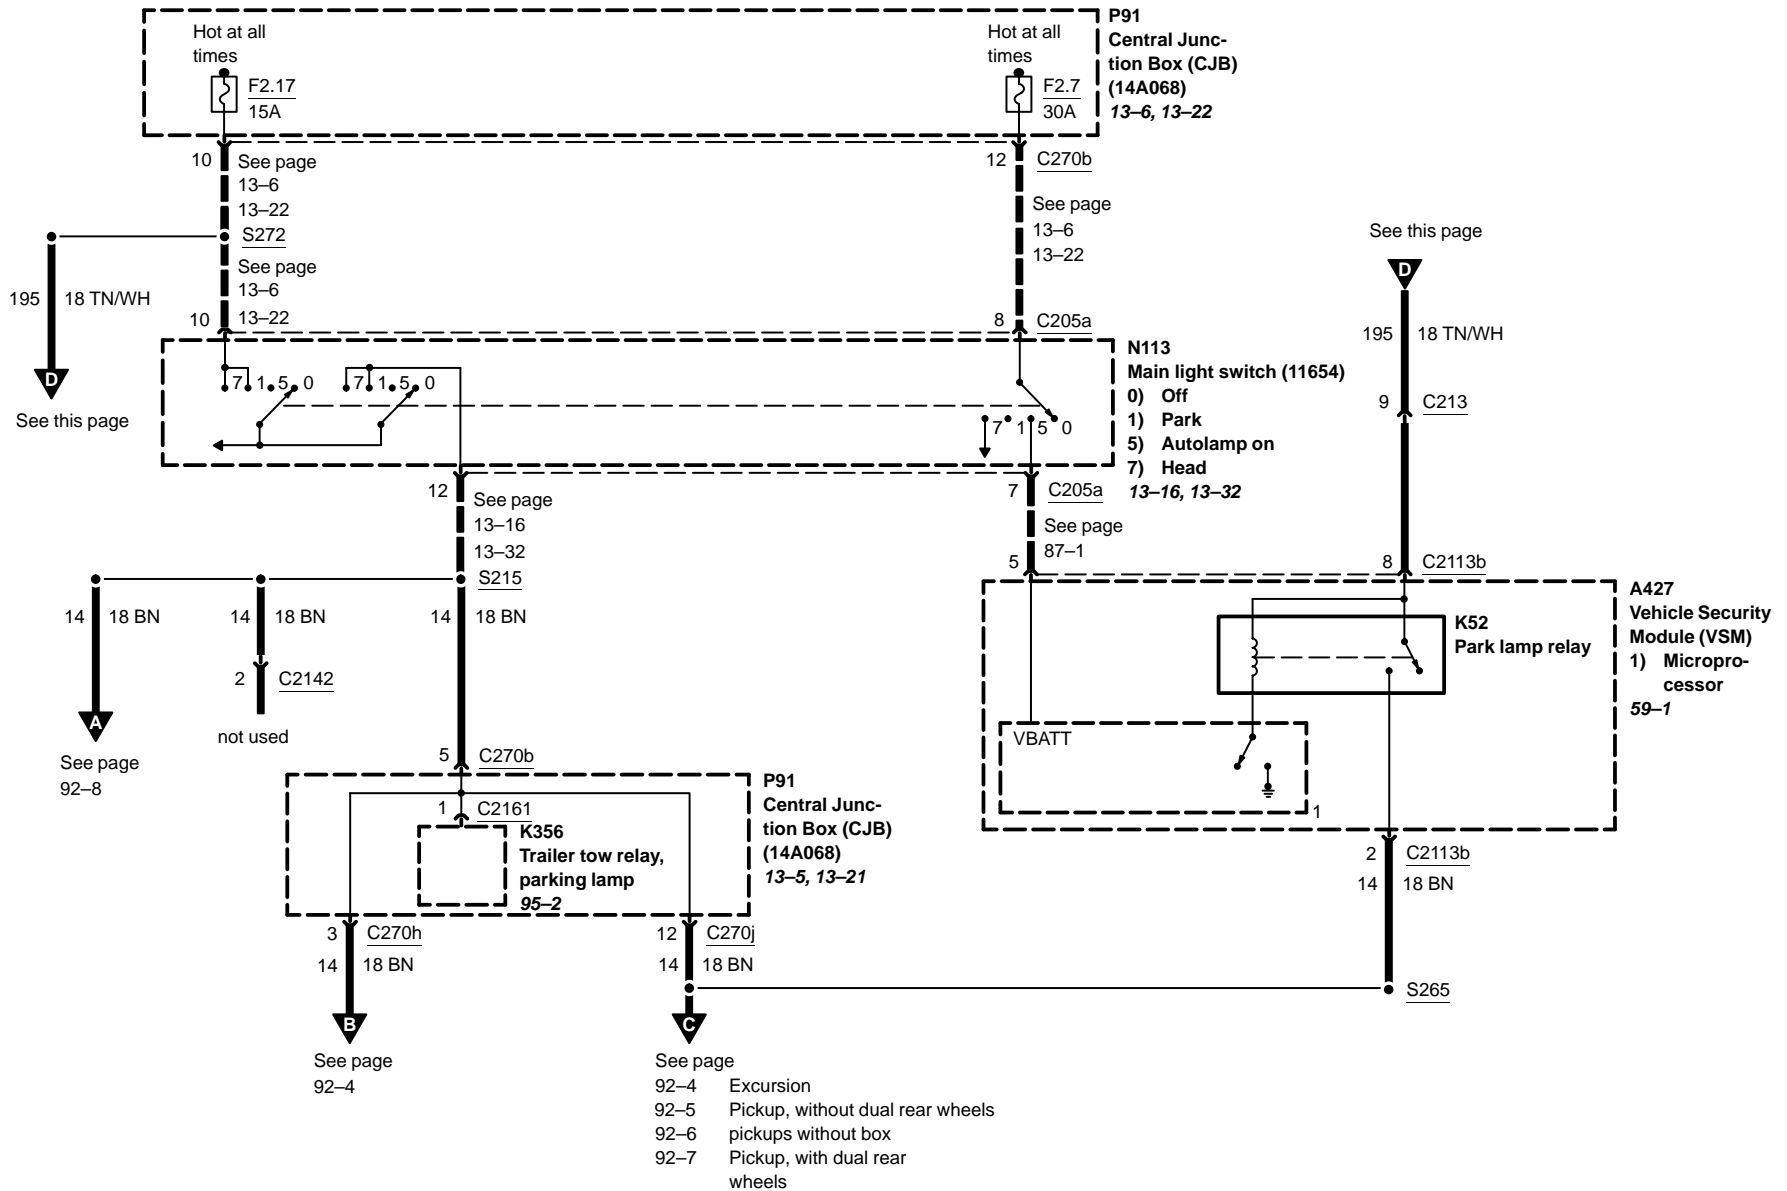 P91
Central Junc-
tion Box (CJB)
(14A068)
13–6, 13–22
Hot at all
times
F2.17
15A
Hot at all
times
F2.7
30A
10
See page
13–6
13–22
S272
See page
13–6
13–22
10
12
C270b
See page
13–6
13–22
8
C205a
195
18 TN/WH
D
See this page
See this page
D
195
18 TN/WH
9
C213
8
C2113b
7 1 5 0
7 1 5 0
7 1 5 0
N113
Main light switch (11654)
0) Off
1) Park
5) Autolamp on
7) Head
13–16, 13–32
12
See page
13–16
13–32
S215
7
C205a
See page
87–1
5
14
18 BN
14
18 BN
14
18 BN
2
C2142
not used
A
See page
92–8
5
C270b
P91
Central Junc-
tion Box (CJB)
(14A068)
13–5, 13–21
1
C2161
K356
Trailer tow relay,
parking lamp
95–2
3
C270h
14
18 BN
B
See page
92–4
12
C270j
14
18 BN
C
See page
92–4 Excursion
92–5 Pickup, without dual rear wheels
92–6 pickups without box
92–7 Pickup, with dual rear
wheels
A427
Vehicle Security
Module (VSM)
1) Micropro-
cessor
59–1
K52
Park lamp relay
VBATT
1
2
C2113b
14
18 BN
S265